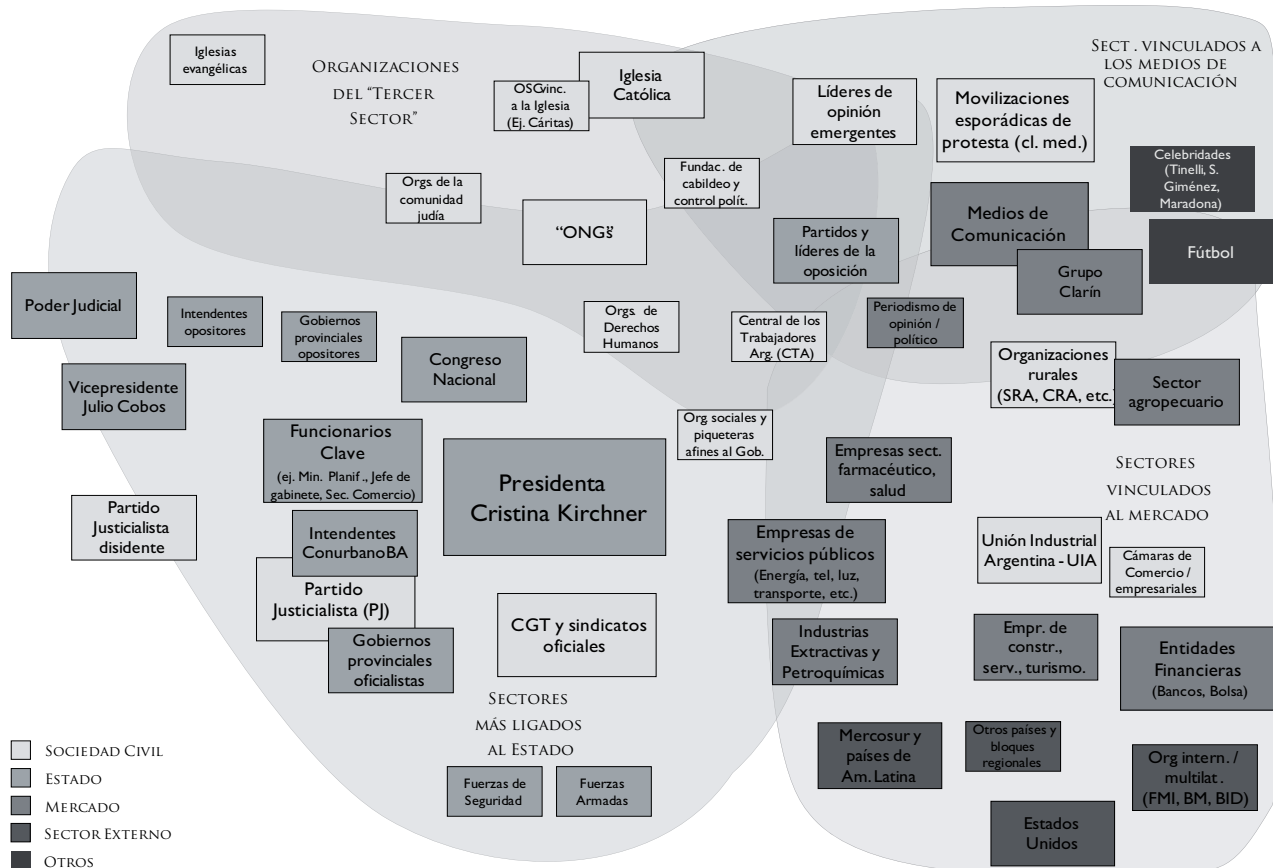 Iglesias
evangélicas
ORGANIZACIONES
DEL "TERCER
SECTOR"
OSC vinc.
a la Iglesia
(Ej. Cáritas)
Iglesia
Católica
Líderes de
opinión
emergentes
Movilizaciones
esporádicas de
protesta (cl. med.)
SECT. VINCULADOS A
LOS MEDIOS DE
COMUNICACIÓN
Celebridades
(Tinelli, S.
Giménez,
Maradona)
Orgs. de la
comunidad
judía
Fundac. de
cabildeo y
control polít.
"ONGs"
Partidos y
líderes de la
oposición
Medios de
Comunicación
Grupo
Clarín
Fútbol
Poder Judicial
Intendentes
opositores
Gobiernos
provinciales
opositores
Congreso
Nacional
Orgs. de
Derechos
Humanos
Central de los
Trabajadores
Arg. (CTA)
Periodismo de
opinión /
político
Organizaciones
rurales
(SRA, CRA, etc.)
Sector
agropecuario
Vicepresidente
Julio Cobos
Funcionarios
Clave
(ej. Min. Planif., Jefe de
gabinete, Sec. Comercio)
Presidenta
Cristina Kirchner
Org. sociales y
piqueteras
afines al Gob.
Empresas sect.
farmacéutico,
salud
SECTORES
VINCULADOS
AL MERCADO
Partido
Justicialista
disidente
Intendentes
Conurbano BA
Partido
Justicialista (PJ)
Gobiernos
provinciales
oficialistas
CGT y sindicatos
oficiales
Empresas de
servicios públicos
(Energía, tel, luz,
transporte, etc.)
Unión Industrial
Argentina - UIA
Cámaras de
Comercio /
empresariales
Industrias
Extractivas y
Petroquímicas
Empr. de
constr.,
serv., turismo.
Entidades
Financieras
(Bancos, Bolsa)
SECTORES
MÁS LIGADOS
AL ESTADO
Fuerzas de
Seguridad
Fuerzas
Armadas
Mercosur y
países de
Am. Latina
Otros países y
bloques
regionales
Org intern. /
multilat.
(FMI, BM, BID)
Estados
Unidos
SOCIEDAD CIVIL
ESTADO
MERCADO
SECTOR EXTERNO
OTROS